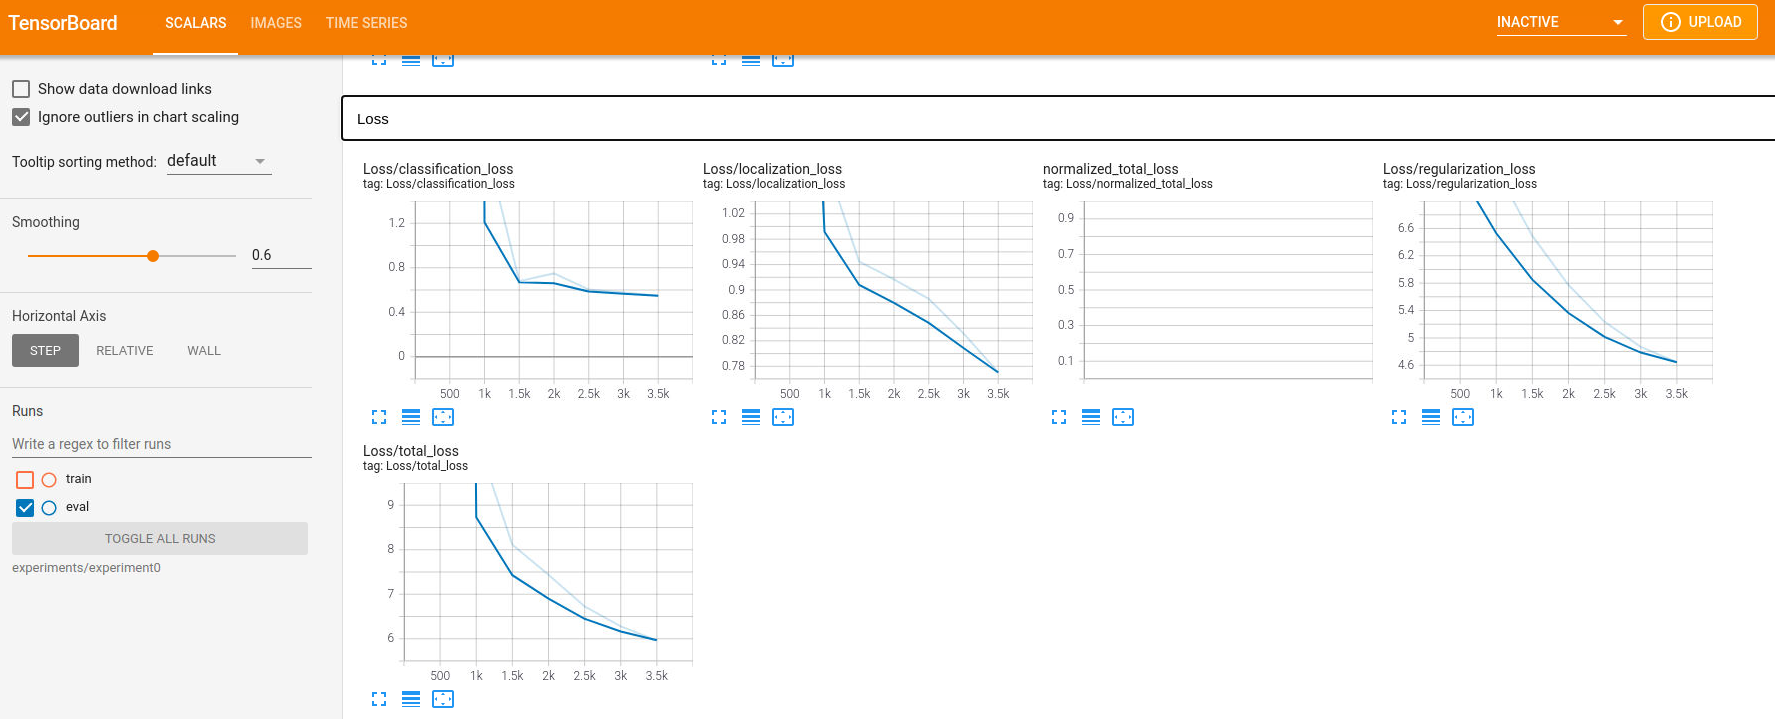 TensorBoard SCALARS IMAGES TIME SERIES INACTIVE UPLOAD
Show data download links
Ignore outliers in chart scaling
Tooltip sorting method: default
Smoothing
0.6
Horizontal Axis
STEP RELATIVE WALL
Runs
Write a regex to filter runs
train
eval
TOGGLE ALL RUNS
experiments/experiment0
Loss
Loss/classification_loss
tag: Loss/classification_loss
1.2
0.8
0.4
0
500 1k 1.5k 2k 2.5k 3k 3.5k
Loss/localization_loss
tag: Loss/localization_loss
1.02
0.98
0.94
0.9
0.86
0.82
0.78
500 1k 1.5k 2k 2.5k 3k 3.5k
normalized_total_loss
tag: Loss/normalized_total_loss
0.9
0.7
0.5
0.3
0.1
Loss/regularization_loss
tag: Loss/regularization_loss
6.6
6.2
5.8
5.4
5
4.6
500 1k 1.5k 2k 2.5k 3k 3.5k
Loss/total_loss
tag: Loss/total_loss
9
8
7
6
500 1k 1.5k 2k 2.5k 3k 3.5k